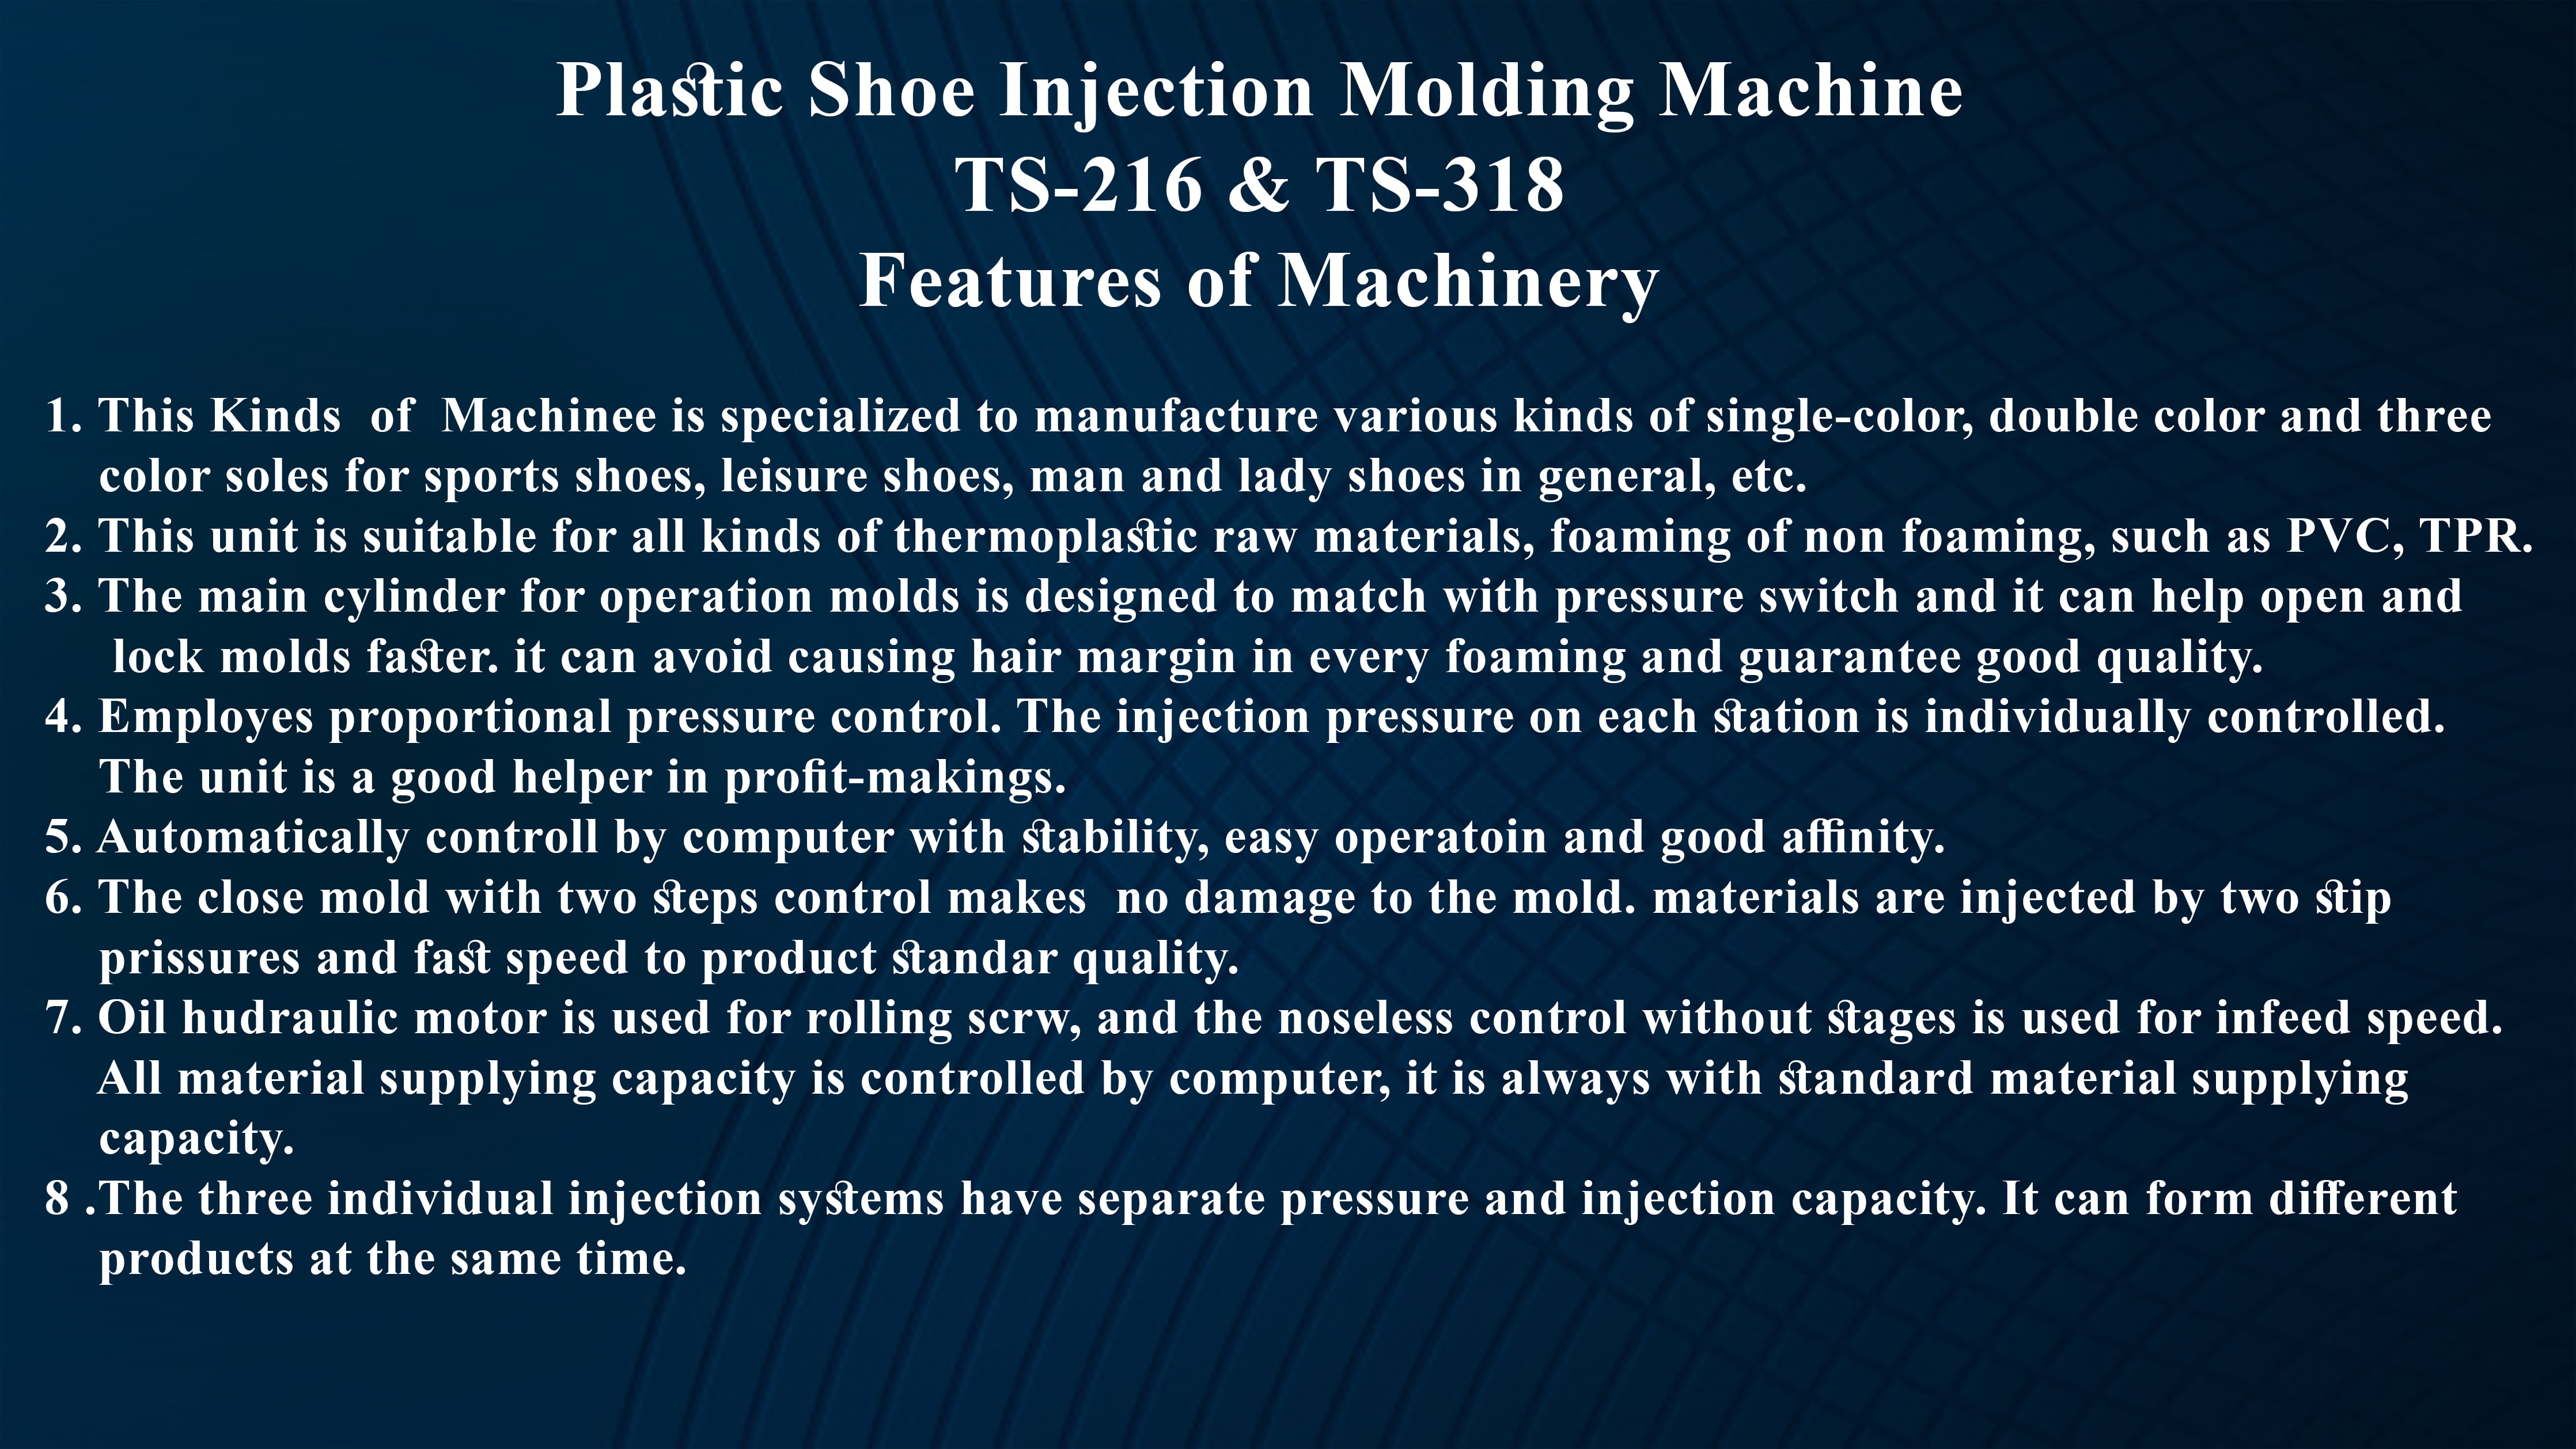 Plastic Shoe Injection Molding Machine
TS-216 & TS-318
Features of Machinery
1. This Kinds of Machinee is specialized to manufacture various kinds of single-color, double color and three
color soles for sports shoes, leisure shoes, man and lady shoes in general, etc.
2. This unit is suitable for all kinds of thermoplastic raw materials, foaming of non foaming, such as PVC, TPR.
3. The main cylinder for operation molds is designed to match with pressure switch and it can help open and
lock molds faster. it can avoid causing hair margin in every foaming and guarantee good quality.
4. Employes proportional pressure control. The injection pressure on each station is individually controlled.
The unit is a good helper in profit-makings.
5. Automatically controll by computer with stability, easy operatoin and good affinity.
6. The close mold with two steps control makes no damage to the mold. materials are injected by two stip
prissures and fast speed to product standar quality.
7. Oil hudraulic motor is used for rolling scrw, and the noseless control without stages is used for infeed speed.
All material supplying capacity is controlled by computer, it is always with standard material supplying
capacity.
8 .The three individual injection systems have separate pressure and injection capacity. It can form different
products at the same time.